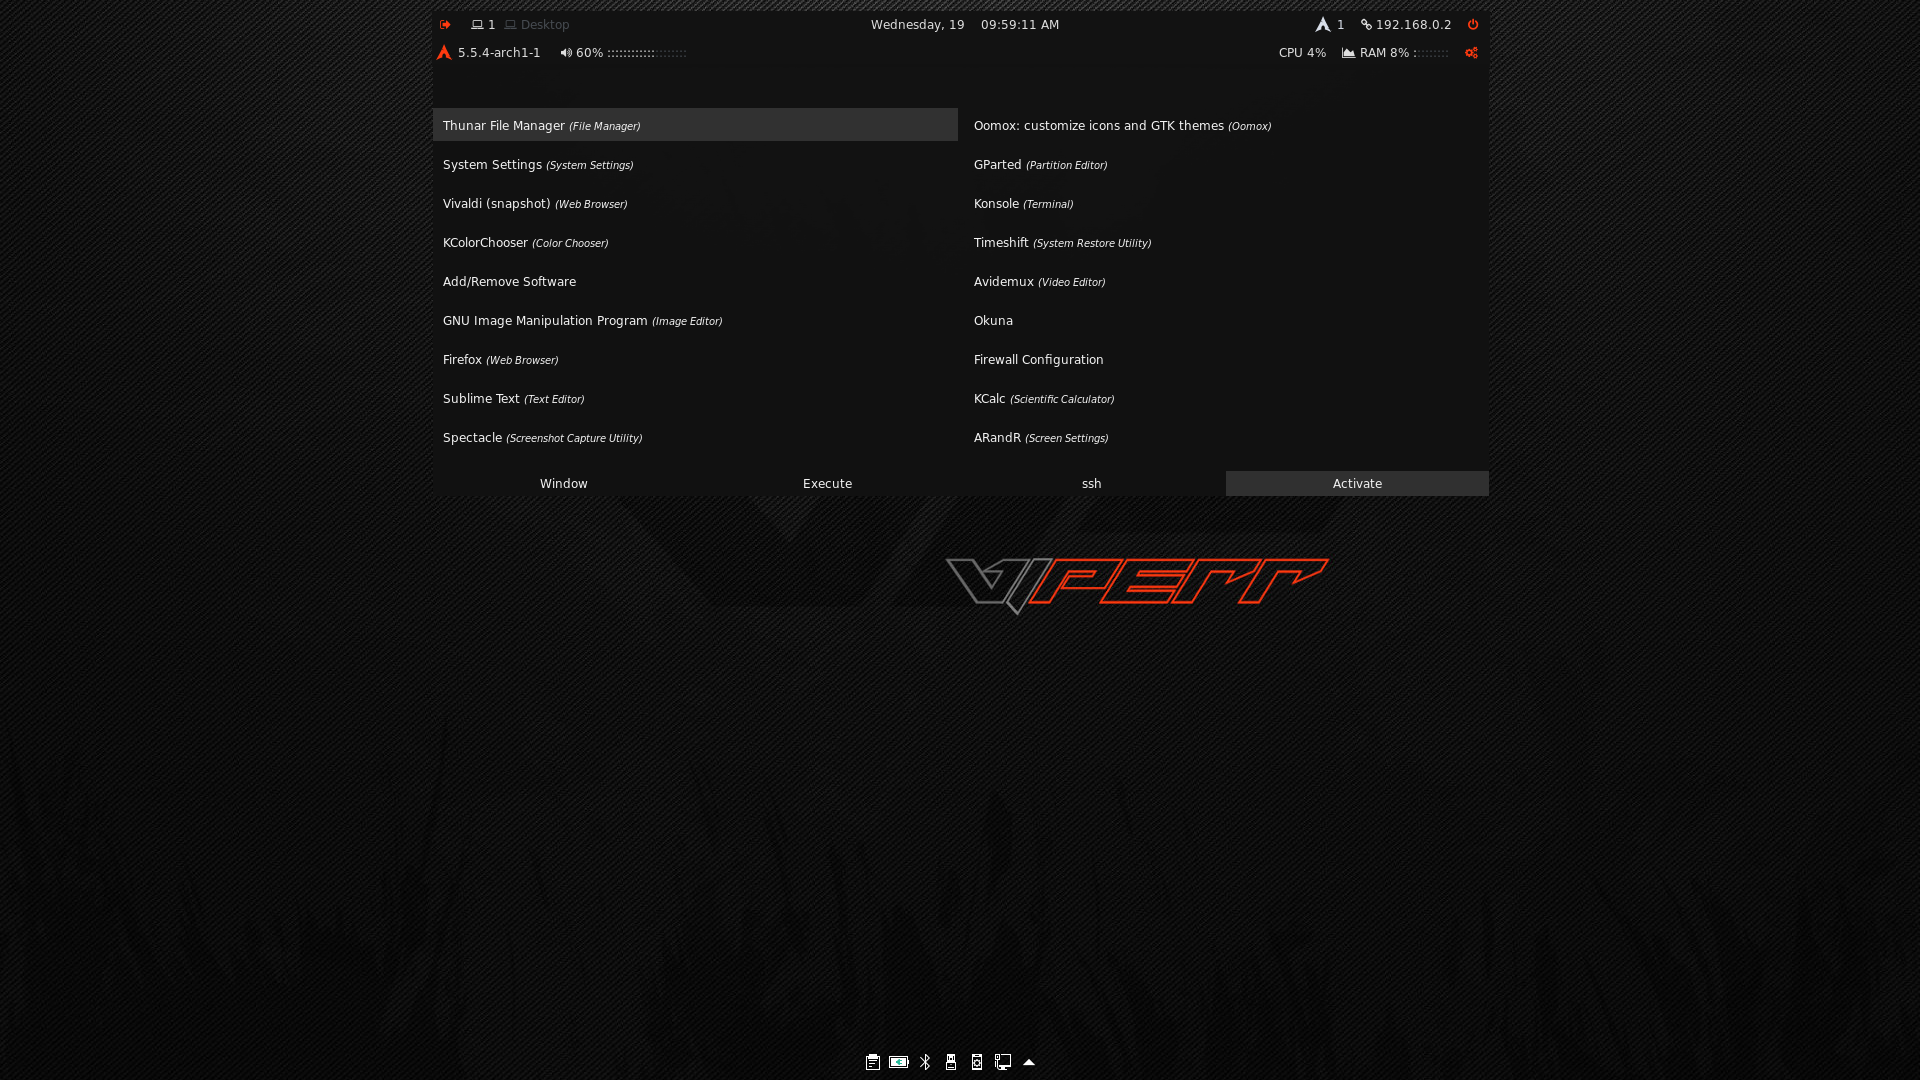 1 Desktop Wednesday, 19 09:59:11 AM 1 192.168.0.2
5.5.4-arch1-1 60% CPU 4% RAM 8%
Thunar File Manager (File Manager) Oomox: customize icons and GTK themes (Oomox)
System Settings (System Settings) GParted (Partition Editor)
Vivaldi (snapshot) (Web Browser) Konsole (Terminal)
KColorChooser (Color Chooser) Timeshift (System Restore Utility)
Add/Remove Software Avidemux (Video Editor)
GNU Image Manipulation Program (Image Editor) Okuna
Firefox (Web Browser) Firewall Configuration
Sublime Text (Text Editor) KCalc (Scientific Calculator)
Spectacle (Screenshot Capture Utility) ARandR (Screen Settings)
Window Execute ssh Activate
VIPErr